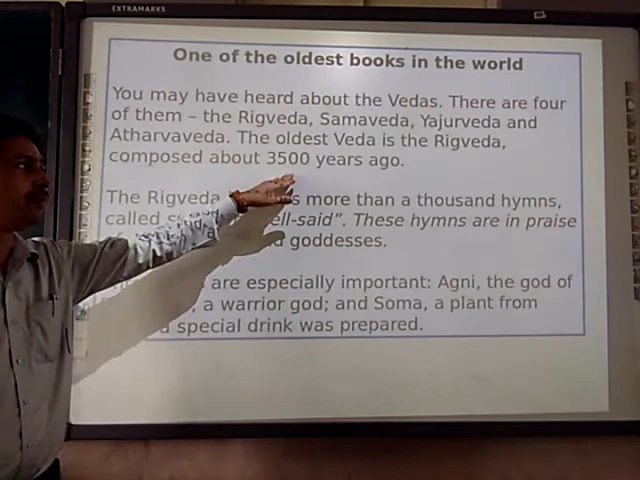 EXTRAMARKS
One of the oldest books in the world
You may have heard about the Vedas. There are four
of them – the Rigveda, Samaveda, Yajurveda and
Atharvaveda. The oldest Veda is the Rigveda,
composed about 3500 years ago.
The Rigveda more than a thousand hymns,
called ell-said”. These hymns are in praise
goddesses.
are especially important: Agni, the god of
, a warrior god; and Soma, a plant from
special drink was prepared.